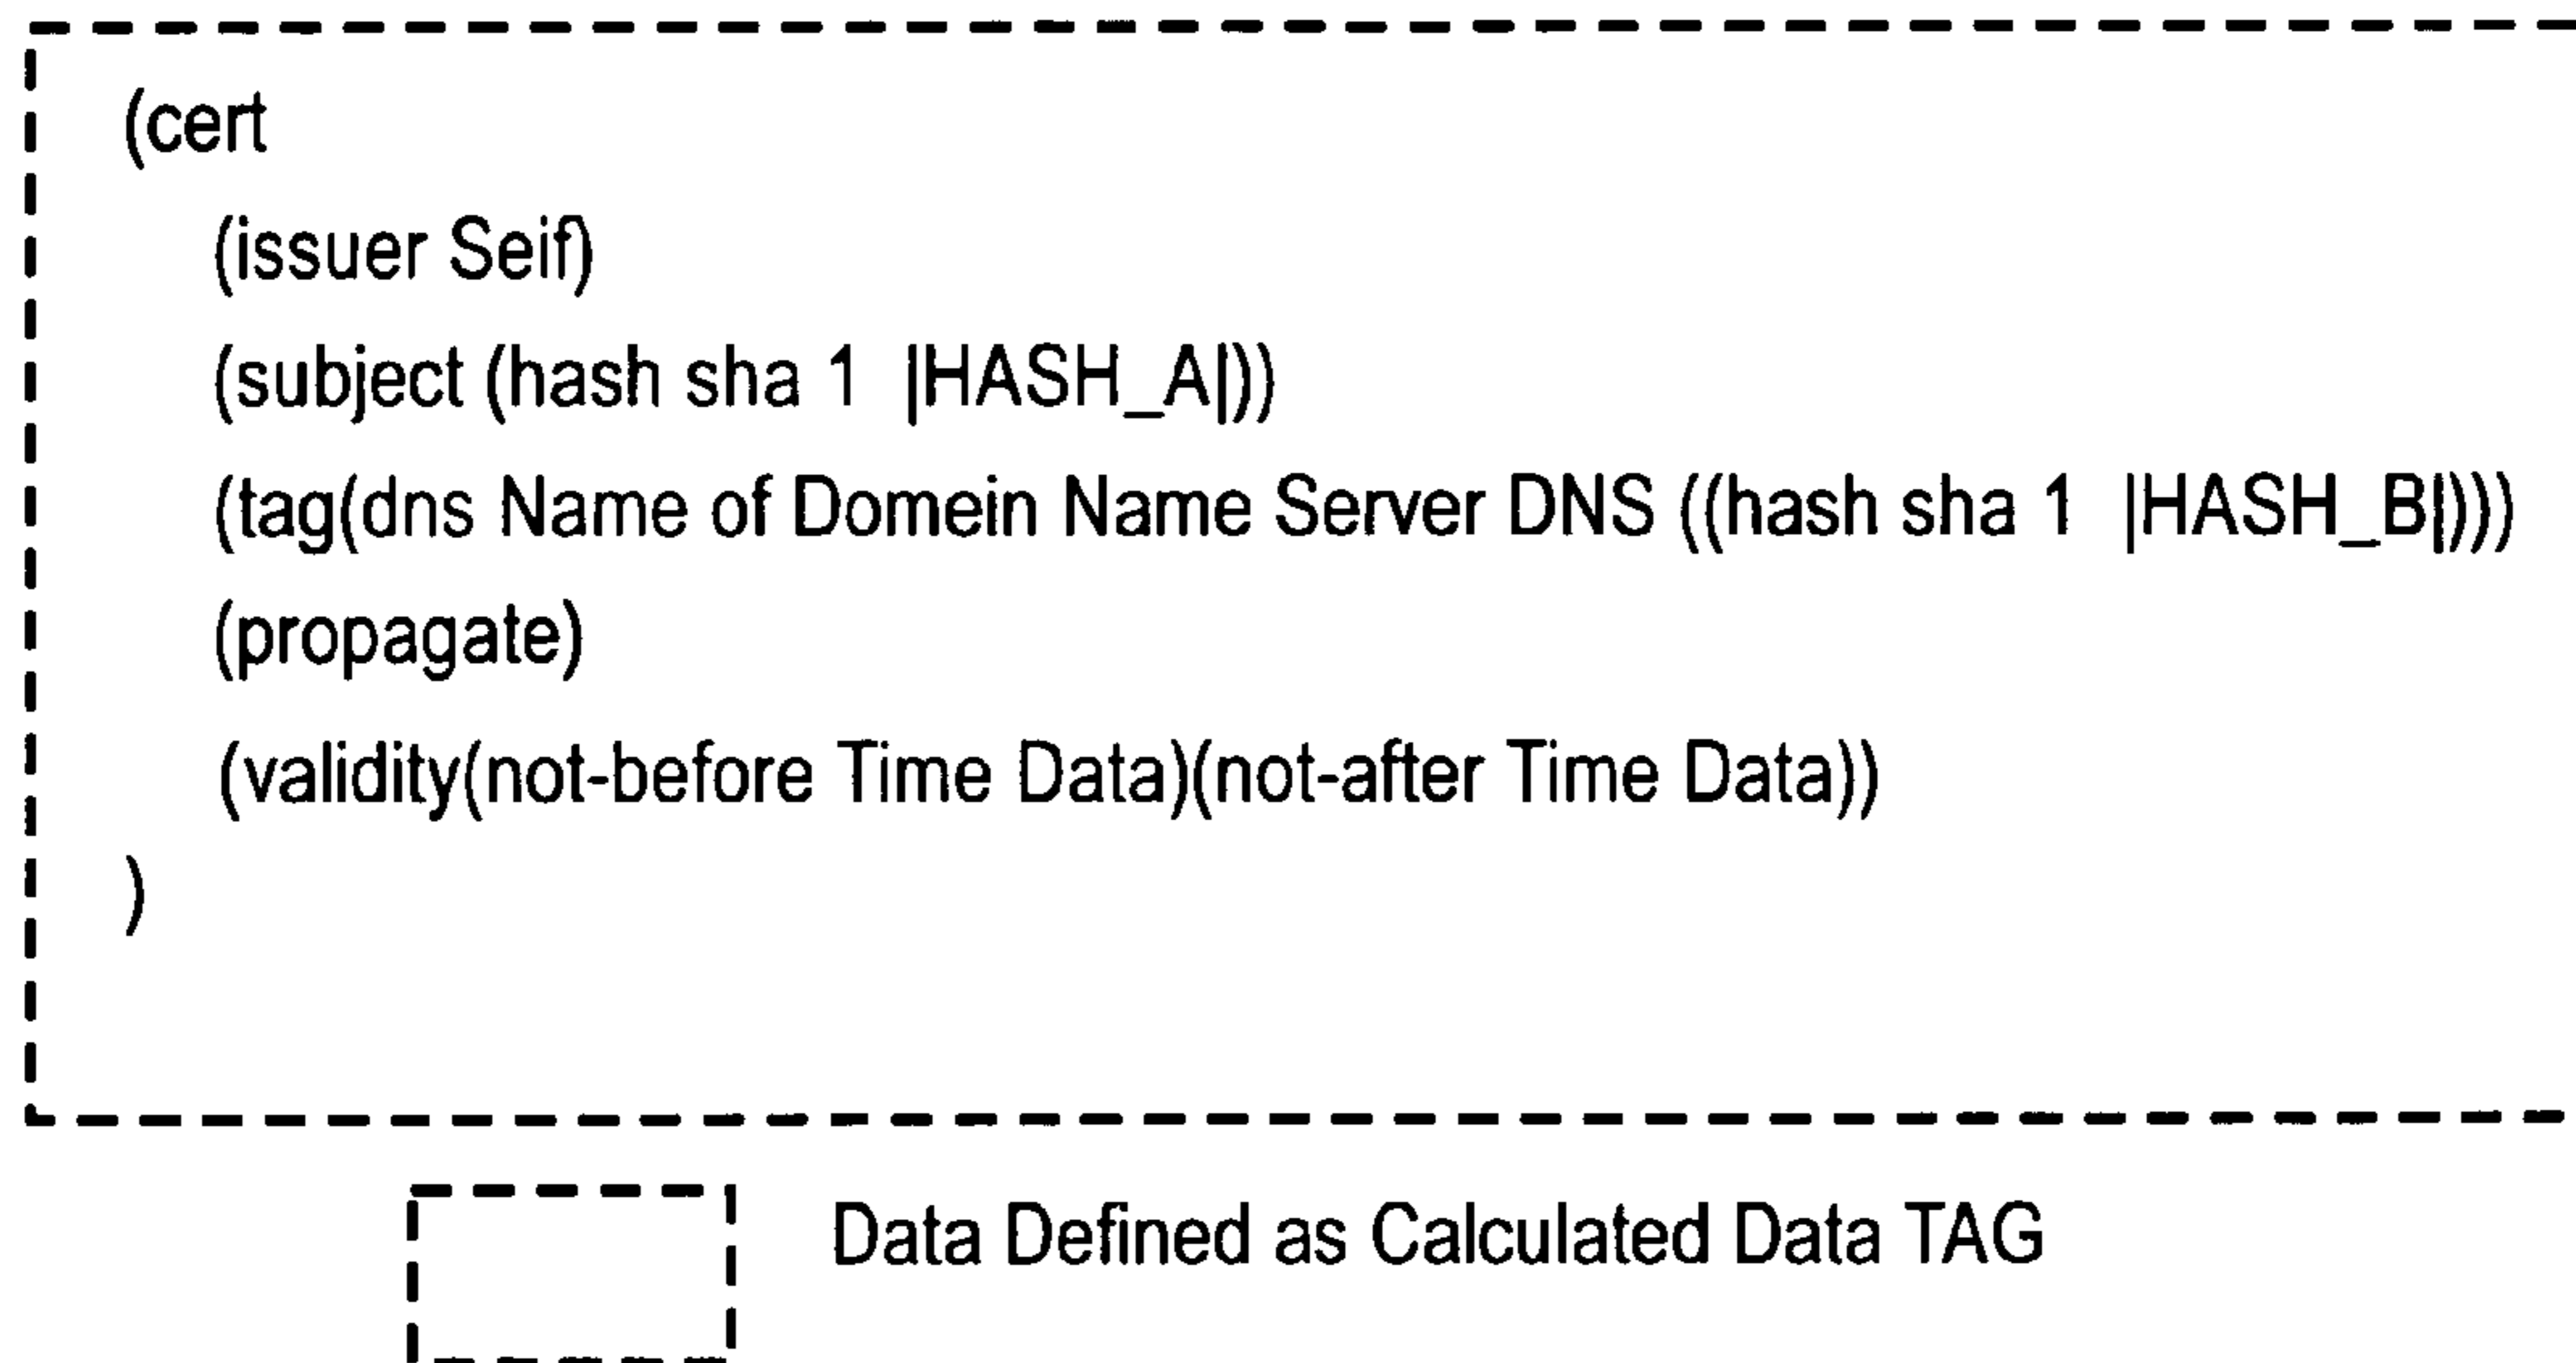 (cert
(issuer Seif)
(subject (hash sha 1 |HASH_A|))
(tag(dns Name of Domein Name Server DNS ((hash sha 1 |HASH_B|)))
(propagate)
(validity(not-before Time Data)(not-after Time Data))
)
Data Defined as Calculated Data TAG